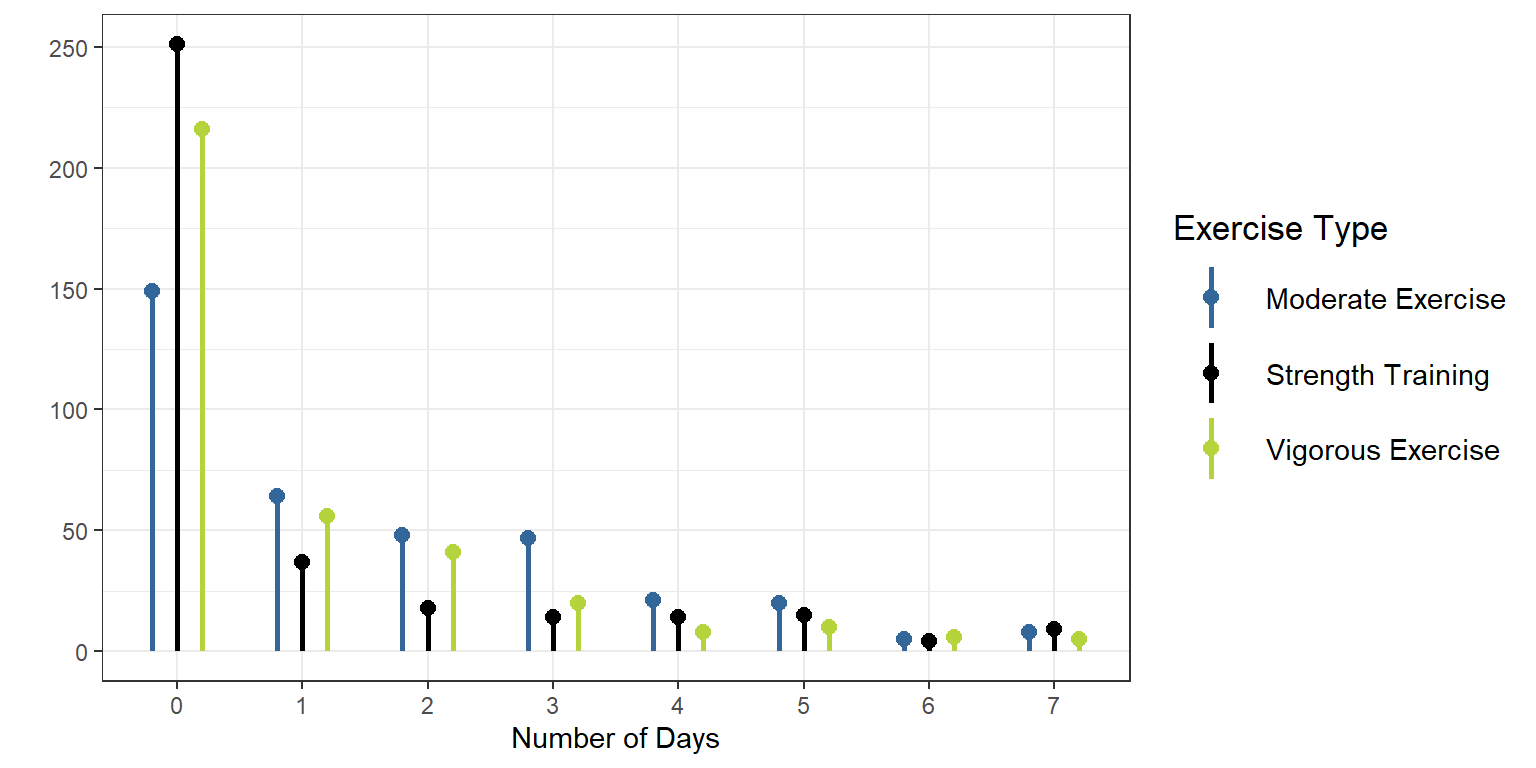 250
200
150
100
50
0
0 1 2 3 4 5 6 7
Number of Days
Exercise Type
Moderate Exercise
Strength Training
Vigorous Exercise